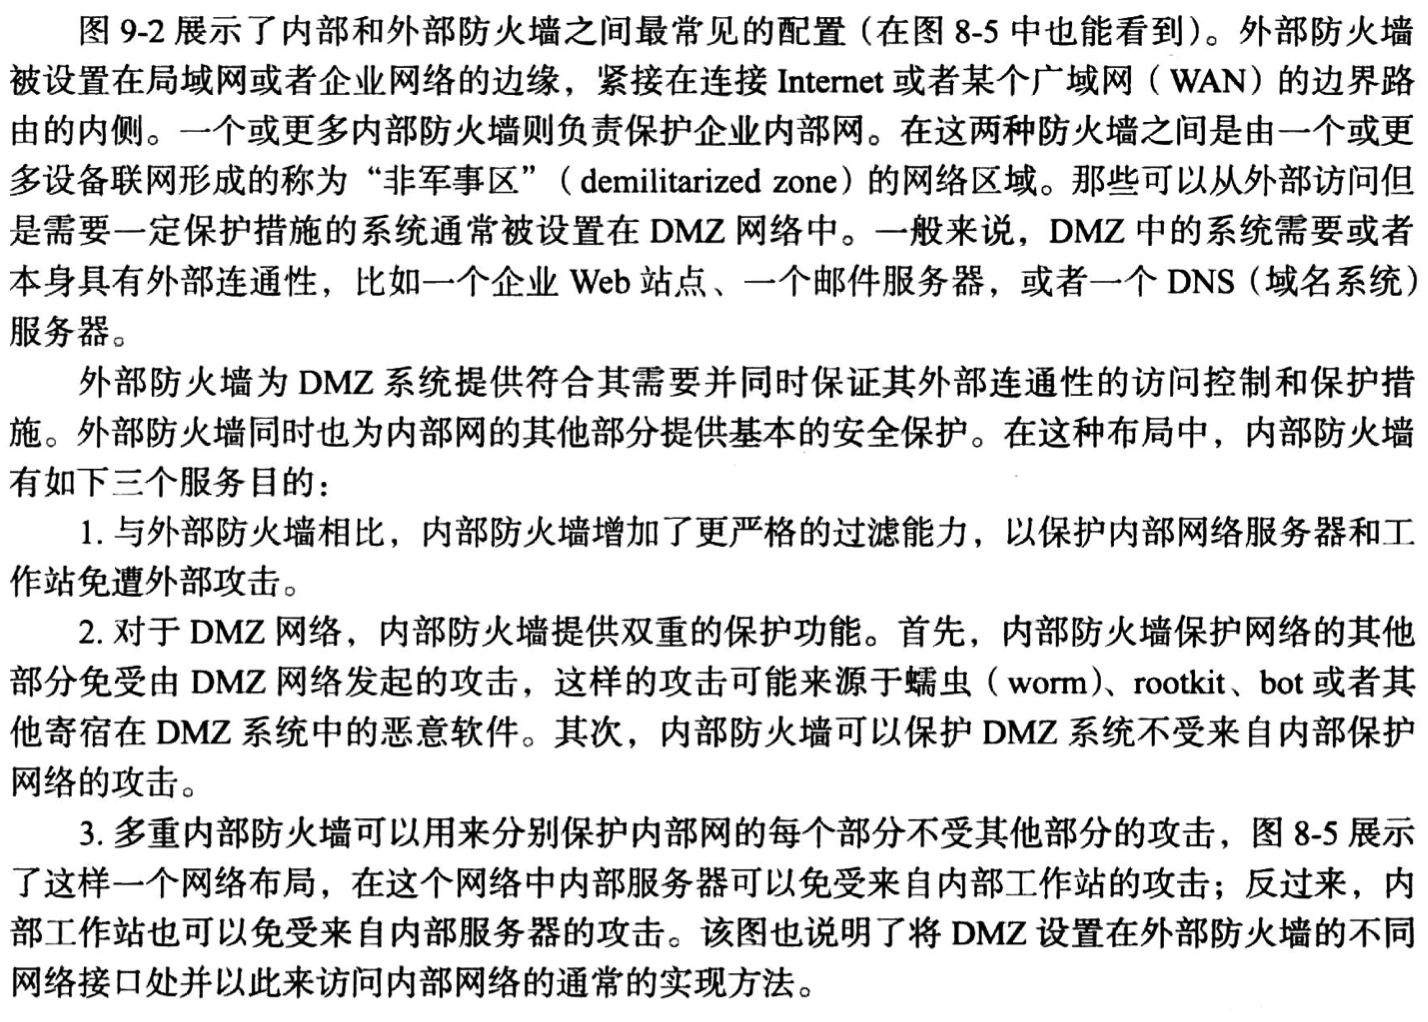 图 9-2 展示了内部和外部防火墙之间最常见的配置（在图 8-5 中也能看到）。外部防火墙
被设置在局域网或者企业网络的边缘，紧接在连接 Internet 或者某个广域网（WAN）的边界路
由的内侧。一个或更多内部防火墙则负责保护企业内部网。在这两种防火墙之间是由一个或更
多设备联网形成的称为“非军事区”（demilitarized zone）的网络区域。那些可以从外部访问但
是需要一定保护措施的系统通常被设置在 DMZ 网络中。一般来说，DMZ 中的系统需要或者
本身具有外部连通性，比如一个企业 Web 站点、一个邮件服务器，或者一个 DNS（域名系统）
服务器。
外部防火墙为 DMZ 系统提供符合其需要并同时保证其外部连通性的访问控制和保护措
施。外部防火墙同时也为内部网的其他部分提供基本的安全保护。在这种布局中，内部防火墙
有如下三个服务目的：
1. 与外部防火墙相比，内部防火墙增加了更严格的过滤能力，以保护内部网络服务器和工
作站免遭外部攻击。
2. 对于 DMZ 网络，内部防火墙提供双重的保护功能。首先，内部防火墙保护网络的其他
部分免受由 DMZ 网络发起的攻击，这样的攻击可能来源于蠕虫（worm）、rootkit、bot 或者其
他寄宿在 DMZ 系统中的恶意软件。其次，内部防火墙可以保护 DMZ 系统不受来自内部保护
网络的攻击。
3. 多重内部防火墙可以用来分别保护内部网的每个部分不受其他部分的攻击，图 8-5 展示
了这样一个网络布局，在这个网络中内部服务器可以免受来自内部工作站的攻击；反过来，内
部工作站也可以免受来自内部服务器的攻击。该图也说明了将 DMZ 设置在外部防火墙的不同
网络接口处并以此来访问内部网络的通常的实现方法。